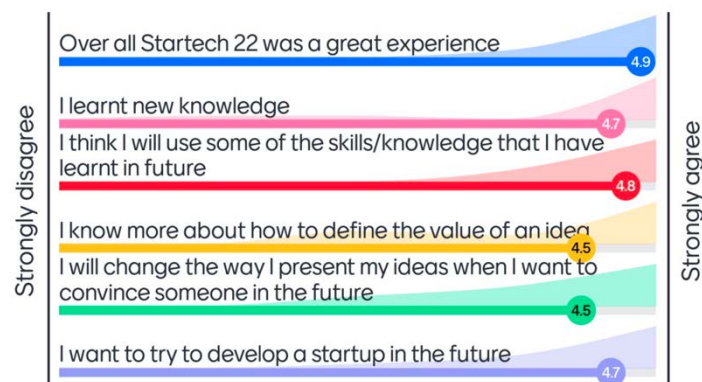 Strongly disagree
Over all Startech 22 was a great experience
4.9
I learnt new knowledge
4.7
I think I will use some of the skills/knowledge that I have
learnt in future
4.8
I know more about how to define the value of an idea
4.5
I will change the way I present my ideas when I want to
convince someone in the future
4.5
I want to try to develop a startup in the future
4.7
Strongly agree